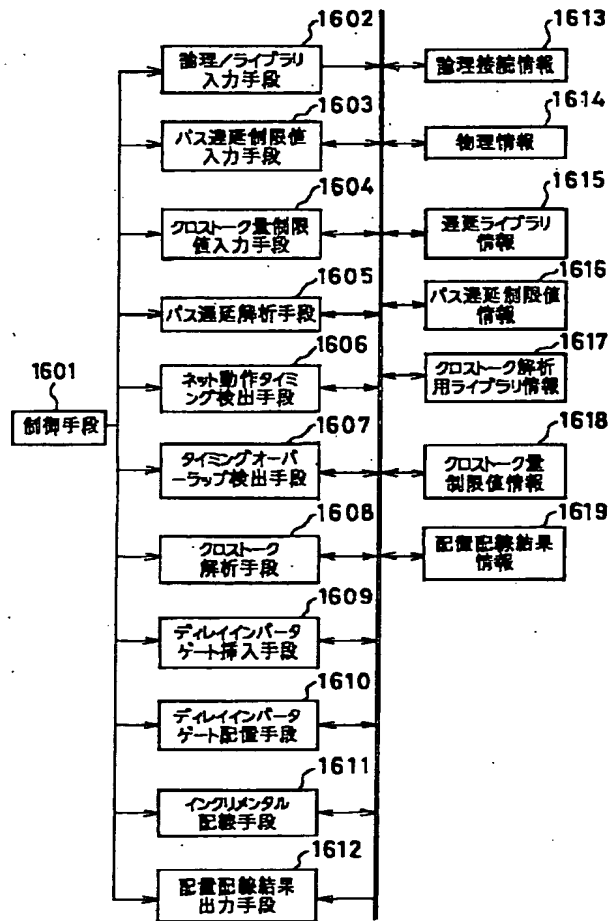 1601
制御手段
1602
論理/ライブラリ
入力手段
1603
パス遅延制限値
入力手段
1604
クロストーク量制限
値入力手段
1605
パス遅延解析手段
1606
ネット動作タイミ
ング検出手段
1607
タイミングオーバ
ーラップ検出手段
1608
クロストーク
解析手段
1609
ディレイインバータ
ゲート挿入手段
1610
ディレイインバータ
ゲート配置手段
1611
インクリメンタル
配線手段
1612
配置配線結果
出力手段
1613
論理接続情報
1614
物理情報
1615
遅延ライブラリ
情報
1616
パス遅延制限値
情報
1617
クロストーク解析
用ライブラリ情報
1618
クロストーク量
制限値情報
1619
配置配線結果
情報